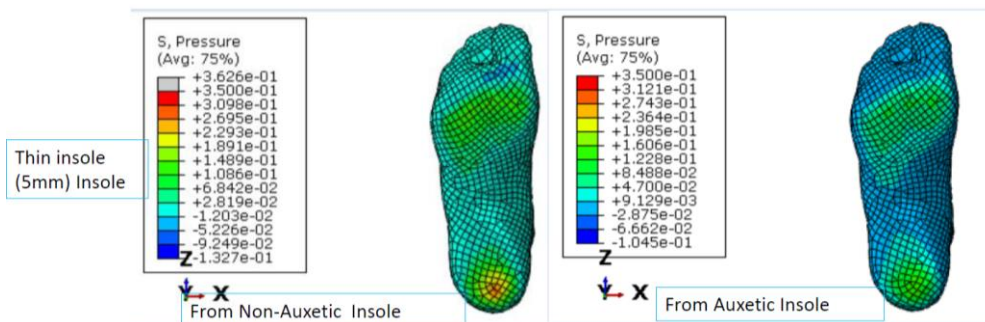 Thin insole
(5mm) Insole
S, Pressure
(Avg: 75%)
+3.626e-01
+3.500e-01
+3.098e-01
+2.695e-01
+2.293e-01
+1.891e-01
+1.489e-01
+1.086e-01
+6.842e-02
+2.819e-02
-1.203e-02
-5.226e-02
-9.249e-02
-1.327e-01
Z
Y X
From Non-Auxetic Insole
S, Pressure
(Avg: 75%)
+3.500e-01
+3.121e-01
+2.743e-01
+2.364e-01
+1.985e-01
+1.606e-01
+1.228e-01
+8.488e-02
+4.700e-02
+9.129e-03
-2.875e-02
-6.662e-02
-1.045e-01
Z
Y X
From Auxetic Insole